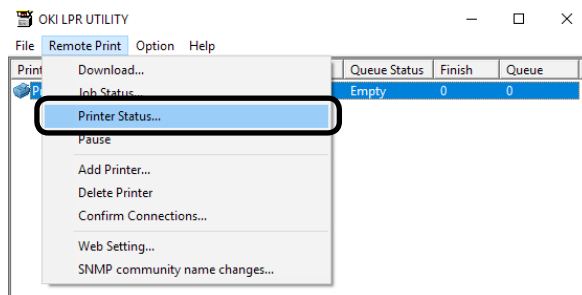 OKI LPR UTILITY
File Remote Print Option Help
Print Queue Status Finish Queue
Empty 0 0
Download...
Job Status...
Printer Status...
Pause
Add Printer...
Delete Printer
Confirm Connections...
Web Setting...
SNMP community name changes...